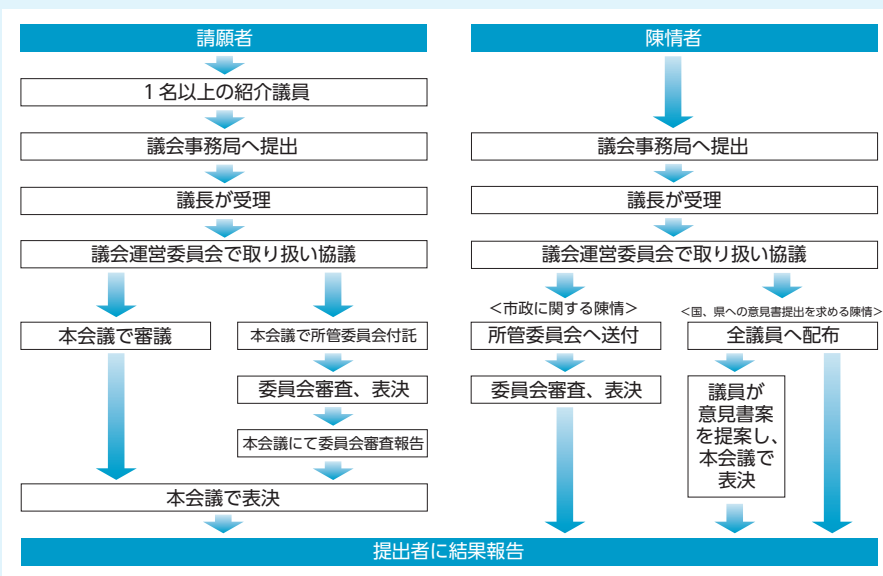 請願者
1名以上の紹介議員
議会事務局へ提出
議長が受理
議会運営委員会で取り扱い協議
本会議で審議
本会議で所管委員会付託
委員会審査、表決
本会議にて委員会審査報告
本会議で表決
陳情者
議会事務局へ提出
議長が受理
議会運営委員会で取り扱い協議
＜市政に関する陳情＞
所管委員会へ送付
委員会審査、表決
＜国、県への意見書提出を求める陳情＞
全議員へ配布
議員が
意見書案
を提案し、
本会議で
表決
提出者に結果報告